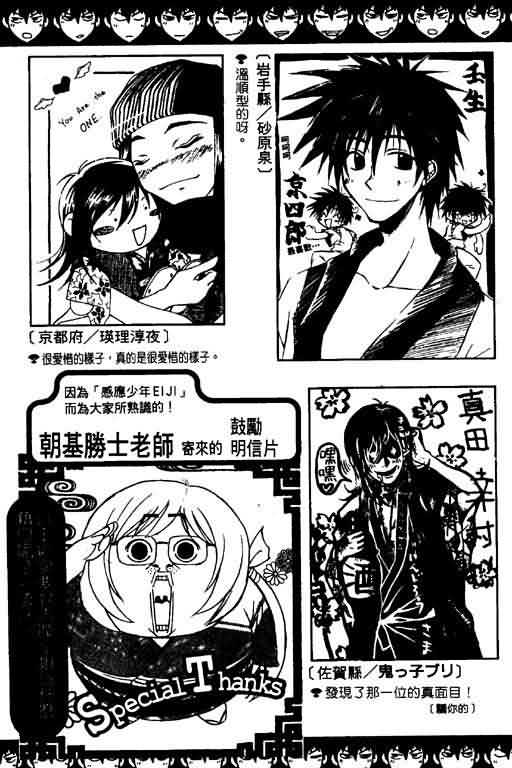 You are the
ONE.
〔岩手縣／砂原泉〕
溫順型的呀。
壬生
京四郎
〔京都府／瑛理淳夜〕
很愛惜的樣子，真的是很愛惜的樣子。
因為「感應少年EIJI」
而為大家所熟識的！
朝基勝士老師 寄來的 鼓勵明信片
Special Thanks
真田幸村
さま
嘿嘿
酒
〔佐賀縣／鬼っ子ブリ〕
發現了那一位的真面目！
〔騙你的〕